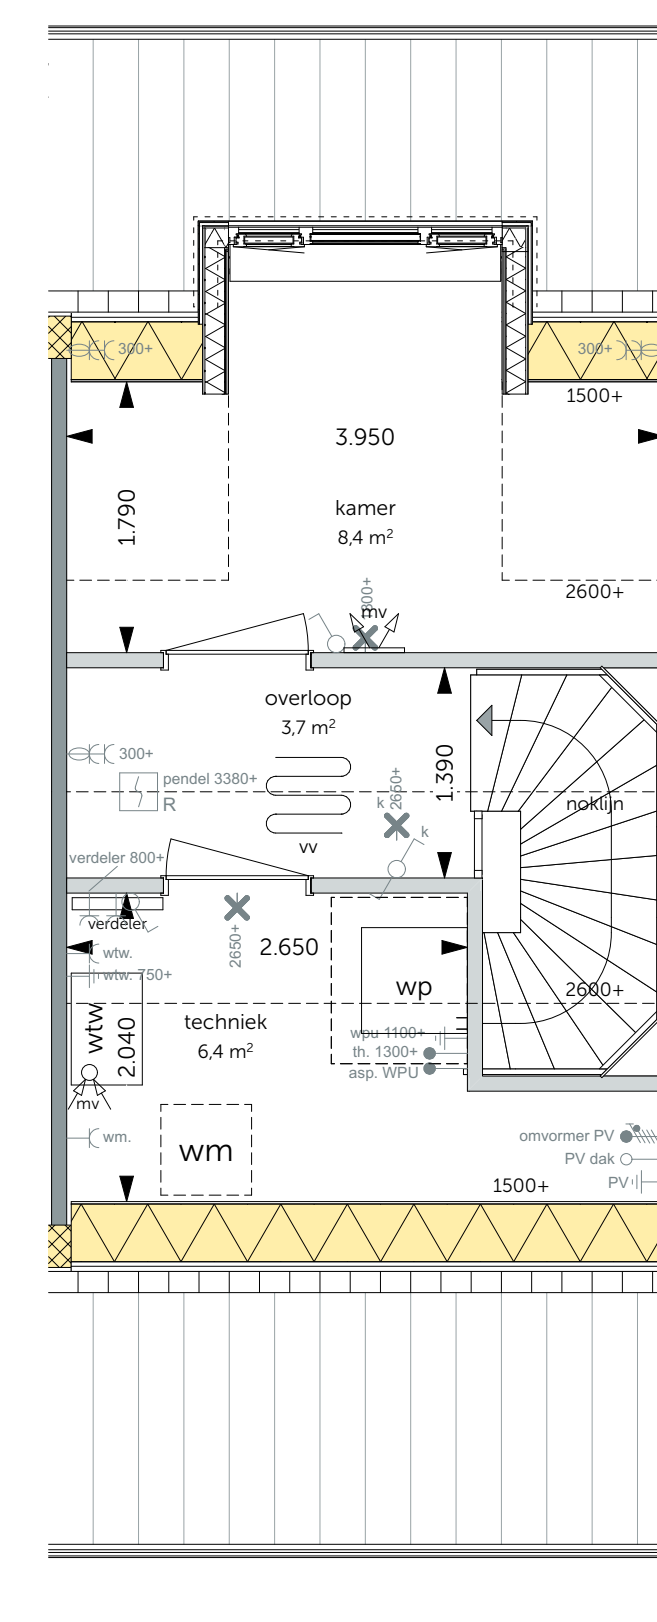 300+
300+
1500+
3.950
1.790
kamer
8,4 m²
2600+
1800+
mv
overloop
3,7 m²
300+
pendel 3380+
R
1.390
2650+
k
k
noklijn
vv
verdeler 800+
verdeler
2650+
2.650
wtw.
wtw. 750+
wp
2600+
wtw
2.040
techniek
6,4 m²
wpu 1100+
th. 1300+
asp. WPU
mv
wm.
wm
omvormer PV
PV dak
PV
1500+